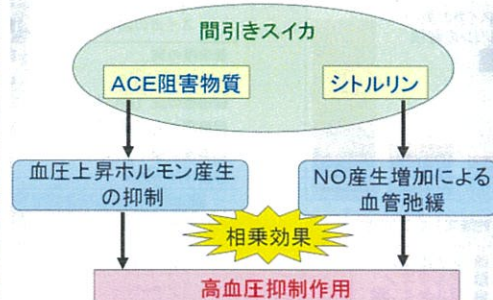 間引きスイカ
ACE阻害物質
シトルリン
血圧上昇ホルモン産生
の抑制
NO産生増加による
血管弛緩
相乗効果
高血圧抑制作用